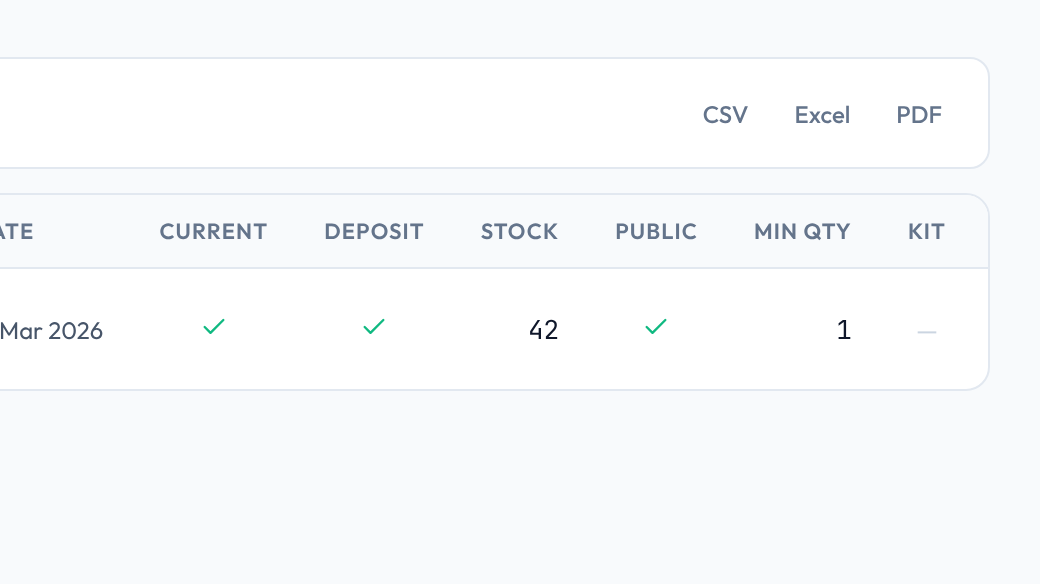 CSV Excel PDF
ATE CURRENT DEPOSIT STOCK PUBLIC MIN QTY KIT
Mar 2026 ✓ ✓ 42 ✓ 1 —